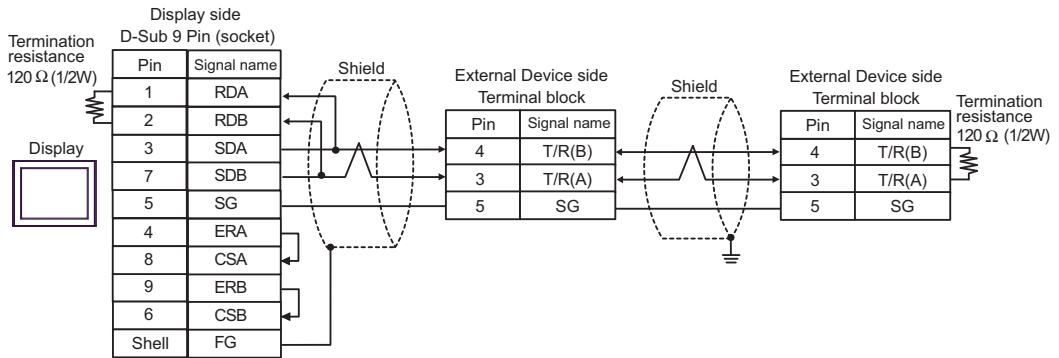 Display side
D-Sub 9 Pin (socket)
Termination
resistance
120 Ω (1/2W)
Pin Signal name
1 RDA
2 RDB
3 SDA
7 SDB
5 SG
4 ERA
8 CSA
9 ERB
6 CSB
Shell FG
Display
Shield
External Device side
Terminal block
Pin Signal name
4 T/R(B)
3 T/R(A)
5 SG
Shield
External Device side
Terminal block
Pin Signal name
4 T/R(B)
3 T/R(A)
5 SG
Termination
resistance
120 Ω (1/2W)